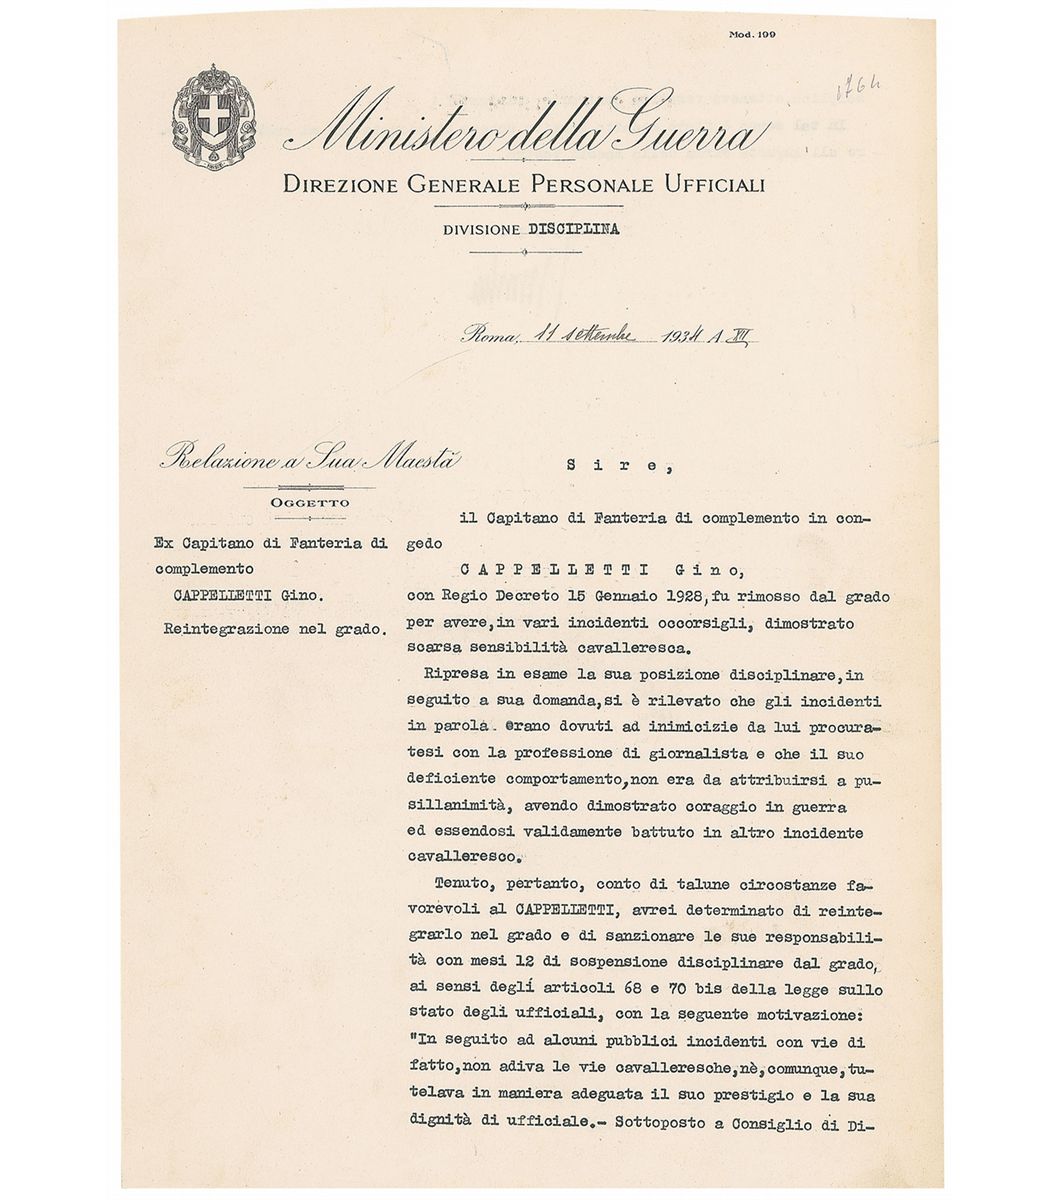 Mod. 199
1764
Ministero della Guerra
DIREZIONE GENERALE PERSONALE UFFICIALI
DIVISIONE DISCIPLINA
Roma, 11 settembre 1934 A XII
Relazione a Sua Maestà
OGGETTO
Ex Capitano di Fanteria di
complemento
CAPPELLETTI Gino.
Reintegrazione nel grado.
S i r e,
il Capitano di Fanteria di complemento in con-
gedo
C A P P E L L E T T I G i n o,
con Regio Decreto 15 Gennaio 1928, fu rimosso dal grado
per avere, in vari incidenti occorsigli, dimostrato
scarsa sensibilità cavalleresca.
Ripresa in esame la sua posizione disciplinare, in
seguito a sua domanda, si è rilevato che gli incidenti
in parola erano dovuti ad inimicizie da lui procura-
tesi con la professione di giornalista e che il suo
deficiente comportamento, non era da attribuirsi a pu-
sillanimità, avendo dimostrato coraggio in guerra
ed essendosi validamente battuto in altro incidente
cavalleresco.
Tenuto, pertanto, conto di talune circostanze fa-
vorevoli al CAPPELLETTI, avrei determinato di reinte-
grarlo nel grado e di sanzionare le sue responsabili-
tà con mesi 12 di sospensione disciplinare dal grado,
ai sensi degli articoli 68 e 70 bis della legge sullo
stato degli ufficiali, con la seguente motivazione:
"In seguito ad alcuni pubblici incidenti con vie di
fatto, non adiva le vie cavalleresche, nè, comunque, tu-
telava in maniera adeguata il suo prestigio e la sua
dignità di ufficiale.- Sottoposto a Consiglio di Di-